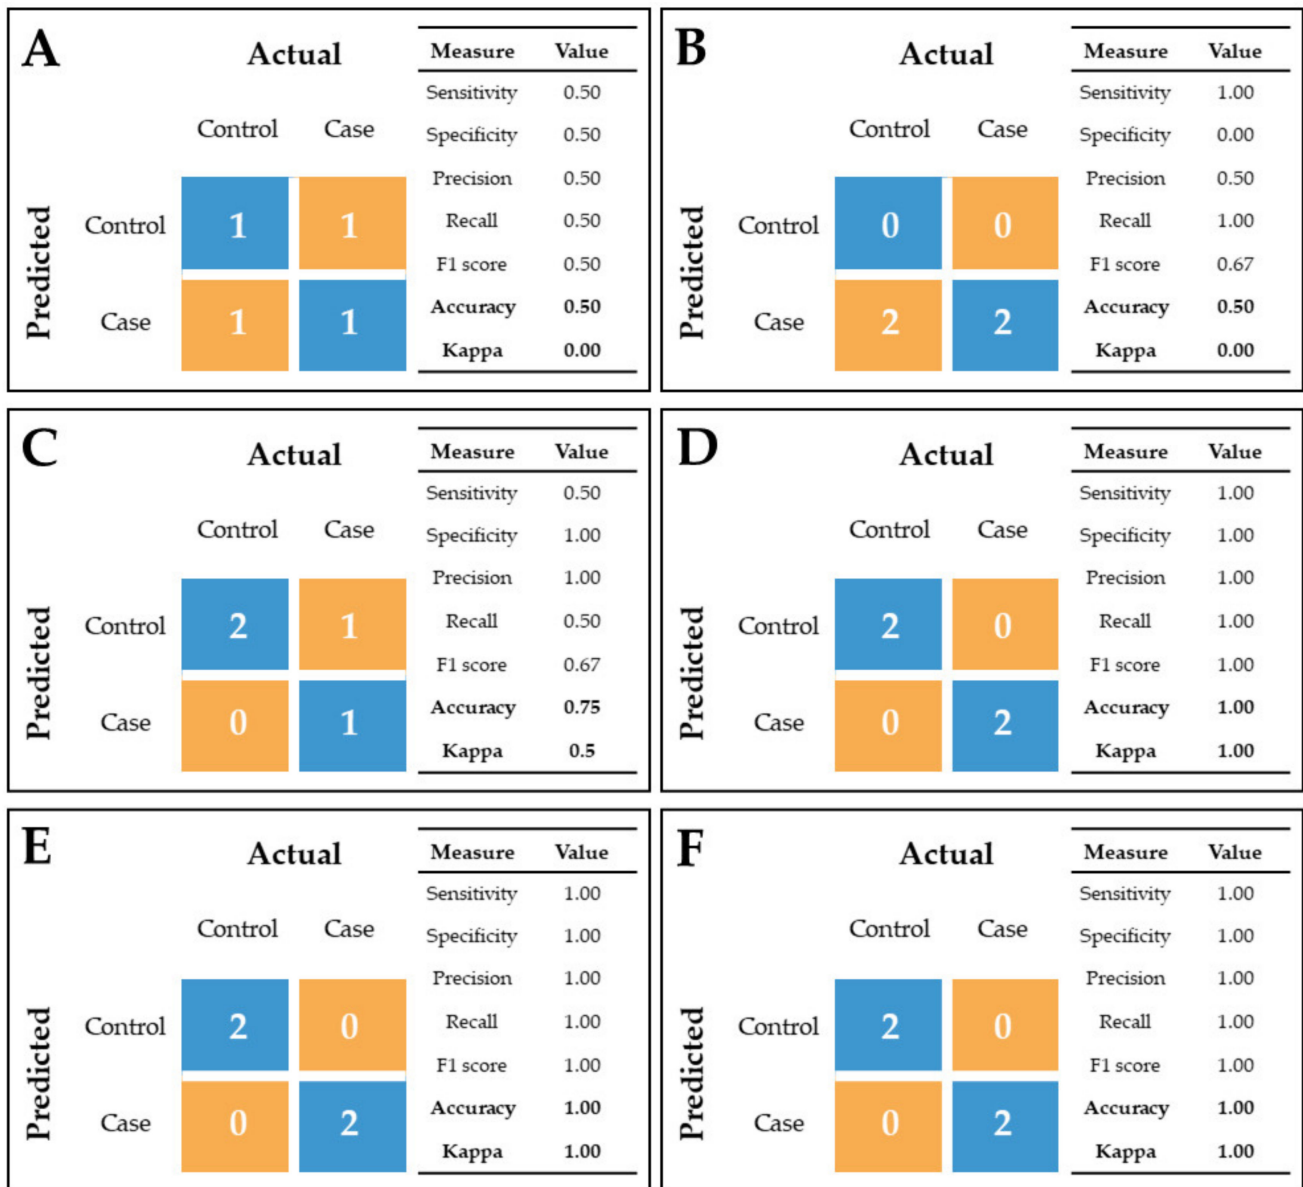 A
Actual
Measure Value
Sensitivity 0.50
Control Case
Specificity 0.50
Precision 0.50
Predicted
Control 1 1
Recall 0.50
F1 score 0.50
Accuracy 0.50
Case 1 1
Kappa 0.00
B
Actual
Measure Value
Sensitivity 1.00
Control Case
Specificity 0.00
Precision 0.50
Predicted
Control 0 0
Recall 1.00
F1 score 0.67
Accuracy 0.50
Case 2 2
Kappa 0.00
C
Actual
Measure Value
Sensitivity 0.50
Control Case
Specificity 1.00
Precision 1.00
Predicted
Control 2 1
Recall 0.50
F1 score 0.67
Accuracy 0.75
Case 0 1
Kappa 0.5
D
Actual
Measure Value
Sensitivity 1.00
Control Case
Specificity 1.00
Precision 1.00
Predicted
Control 2 0
Recall 1.00
F1 score 1.00
Accuracy 1.00
Case 0 2
Kappa 1.00
E
Actual
Measure Value
Sensitivity 1.00
Control Case
Specificity 1.00
Precision 1.00
Predicted
Control 2 0
Recall 1.00
F1 score 1.00
Accuracy 1.00
Case 0 2
Kappa 1.00
F
Actual
Measure Value
Sensitivity 1.00
Control Case
Specificity 1.00
Precision 1.00
Predicted
Control 2 0
Recall 1.00
F1 score 1.00
Accuracy 1.00
Case 0 2
Kappa 1.00